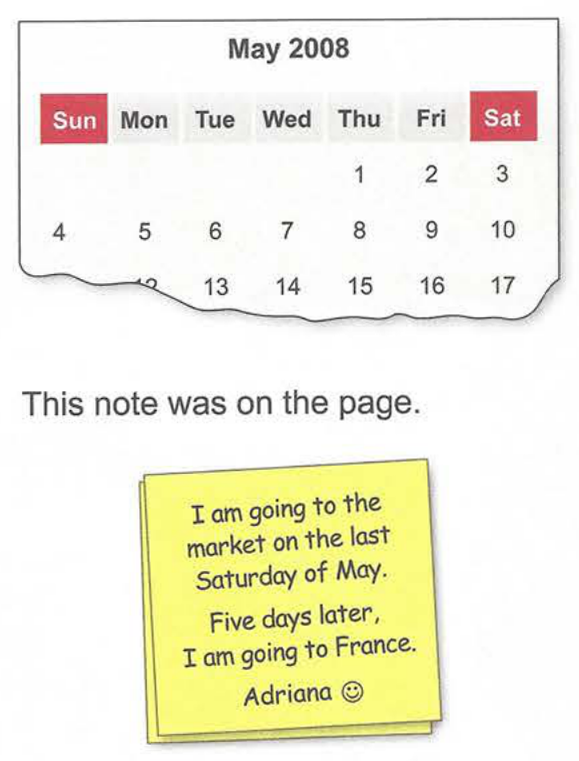 May 2008
Sun Mon Tue Wed Thu Fri Sat
1 2 3
4 5 6 7 8 9 10
13 14 15 16 17
This note was on the page.
I am going to the
market on the last
Saturday of May.
Five days later,
I am going to France.
Adriana ☺